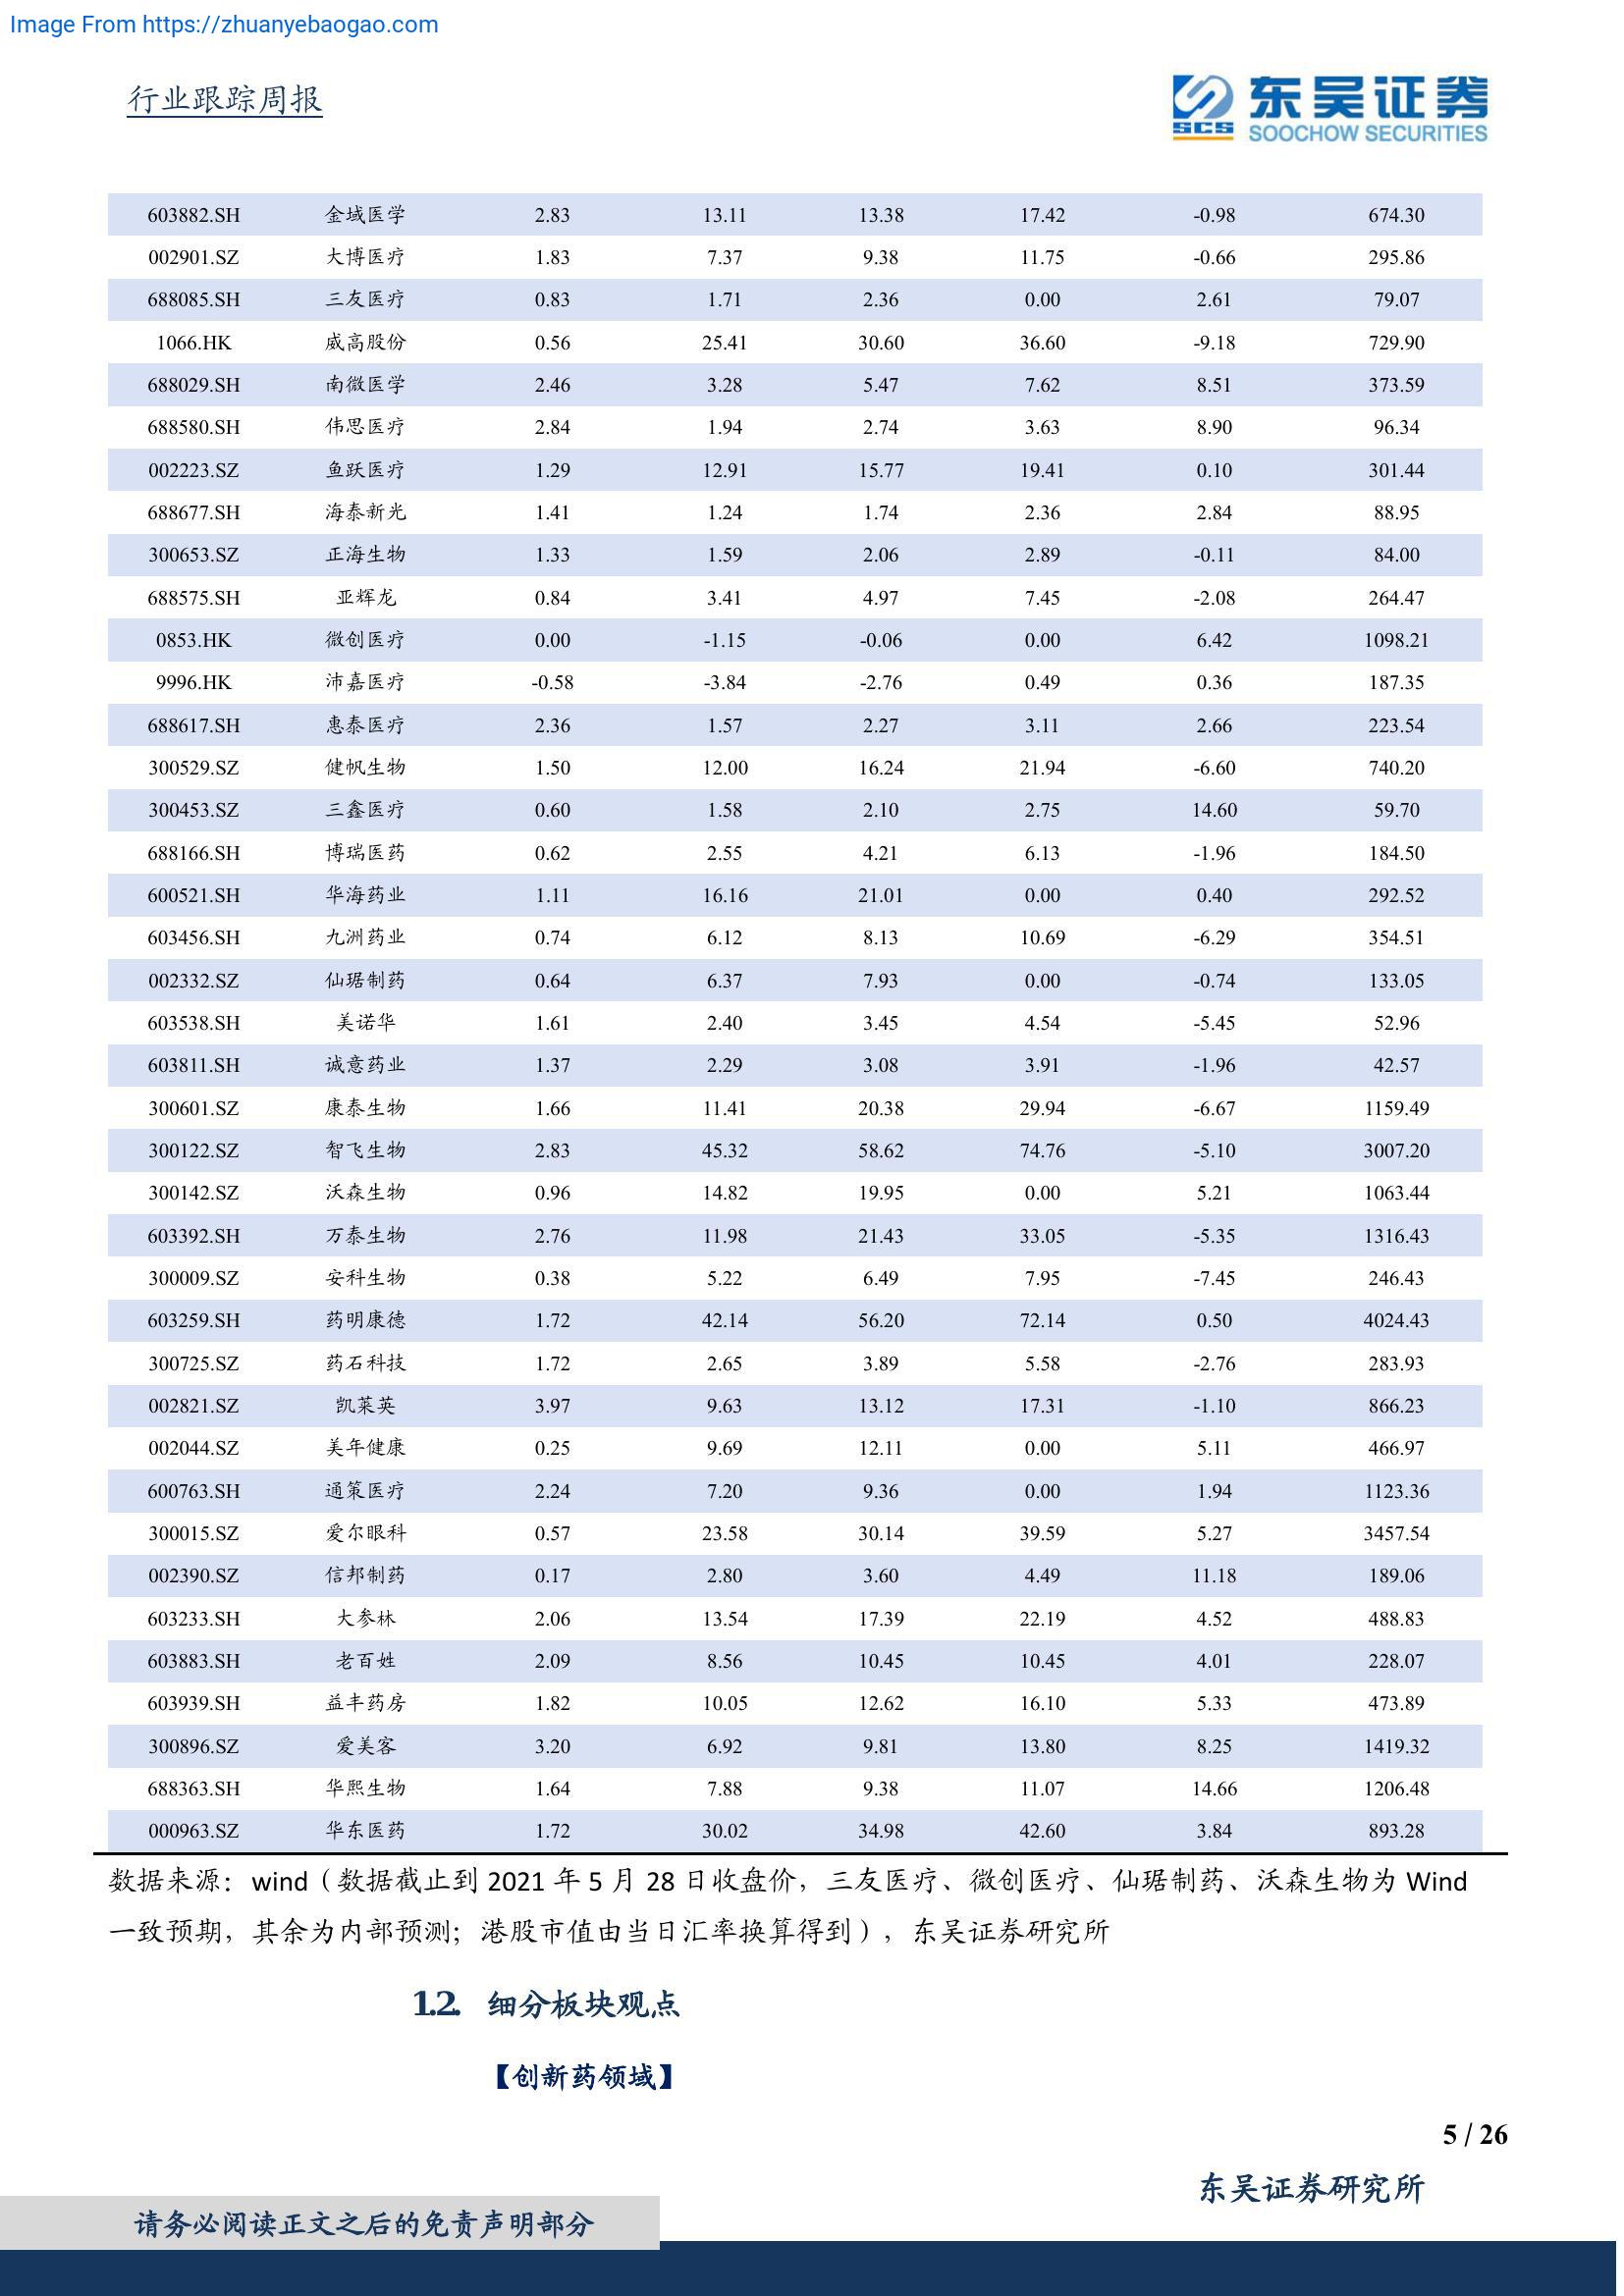 Image From https://zhuanyebaogao.com
行业跟踪周报
东吴证券
SCS
SOOCHOW SECURITIES
603882.SH 金域医学 2.83 13.11 13.38 17.42 -0.98 674.30
002901.SZ 大博医疗 1.83 7.37 9.38 11.75 -0.66 295.86
688085.SH 三友医疗 0.83 1.71 2.36 0.00 2.61 79.07
1066.HK 威高股份 0.56 25.41 30.60 36.60 -9.18 729.90
688029.SH 南微医学 2.46 3.28 5.47 7.62 8.51 373.59
688580.SH 伟思医疗 2.84 1.94 2.74 3.63 8.90 96.34
002223.SZ 鱼跃医疗 1.29 12.91 15.77 19.41 0.10 301.44
688677.SH 海泰新光 1.41 1.24 1.74 2.36 2.84 88.95
300653.SZ 正海生物 1.33 1.59 2.06 2.89 -0.11 84.00
688575.SH 亚辉龙 0.84 3.41 4.97 7.45 -2.08 264.47
0853.HK 微创医疗 0.00 -1.15 -0.06 0.00 6.42 1098.21
9996.HK 沛嘉医疗 -0.58 -3.84 -2.76 0.49 0.36 187.35
688617.SH 惠泰医疗 2.36 1.57 2.27 3.11 2.66 223.54
300529.SZ 健帆生物 1.50 12.00 16.24 21.94 -6.60 740.20
300453.SZ 三鑫医疗 0.60 1.58 2.10 2.75 14.60 59.70
688166.SH 博瑞医药 0.62 2.55 4.21 6.13 -1.96 184.50
600521.SH 华海药业 1.11 16.16 21.01 0.00 0.40 292.52
603456.SH 九洲药业 0.74 6.12 8.13 10.69 -6.29 354.51
002332.SZ 仙琚制药 0.64 6.37 7.93 0.00 -0.74 133.05
603538.SH 美诺华 1.61 2.40 3.45 4.54 -5.45 52.96
603811.SH 诚意药业 1.37 2.29 3.08 3.91 -1.96 42.57
300601.SZ 康泰生物 1.66 11.41 20.38 29.94 -6.67 1159.49
300122.SZ 智飞生物 2.83 45.32 58.62 74.76 -5.10 3007.20
300142.SZ 沃森生物 0.96 14.82 19.95 0.00 5.21 1063.44
603392.SH 万泰生物 2.76 11.98 21.43 33.05 -5.35 1316.43
300009.SZ 安科生物 0.38 5.22 6.49 7.95 -7.45 246.43
603259.SH 药明康德 1.72 42.14 56.20 72.14 0.50 4024.43
300725.SZ 药石科技 1.72 2.65 3.89 5.58 -2.76 283.93
002821.SZ 凯莱英 3.97 9.63 13.12 17.31 -1.10 866.23
002044.SZ 美年健康 0.25 9.69 12.11 0.00 5.11 466.97
600763.SH 通策医疗 2.24 7.20 9.36 0.00 1.94 1123.36
300015.SZ 爱尔眼科 0.57 23.58 30.14 39.59 5.27 3457.54
002390.SZ 信邦制药 0.17 2.80 3.60 4.49 11.18 189.06
603233.SH 大参林 2.06 13.54 17.39 22.19 4.52 488.83
603883.SH 老百姓 2.09 8.56 10.45 10.45 4.01 228.07
603939.SH 益丰药房 1.82 10.05 12.62 16.10 5.33 473.89
300896.SZ 爱美客 3.20 6.92 9.81 13.80 8.25 1419.32
688363.SH 华熙生物 1.64 7.88 9.38 11.07 14.66 1206.48
000963.SZ 华东医药 1.72 30.02 34.98 42.60 3.84 893.28
数据来源：wind（数据截止到 2021 年 5 月 28 日收盘价，三友医疗、微创医疗、仙琚制药、沃森生物为 Wind
一致预期，其余为内部预测；港股市值由当日汇率换算得到），东吴证券研究所
1.2. 细分板块观点
【创新药领域】
5 / 26
东吴证券研究所
请务必阅读正文之后的免责声明部分